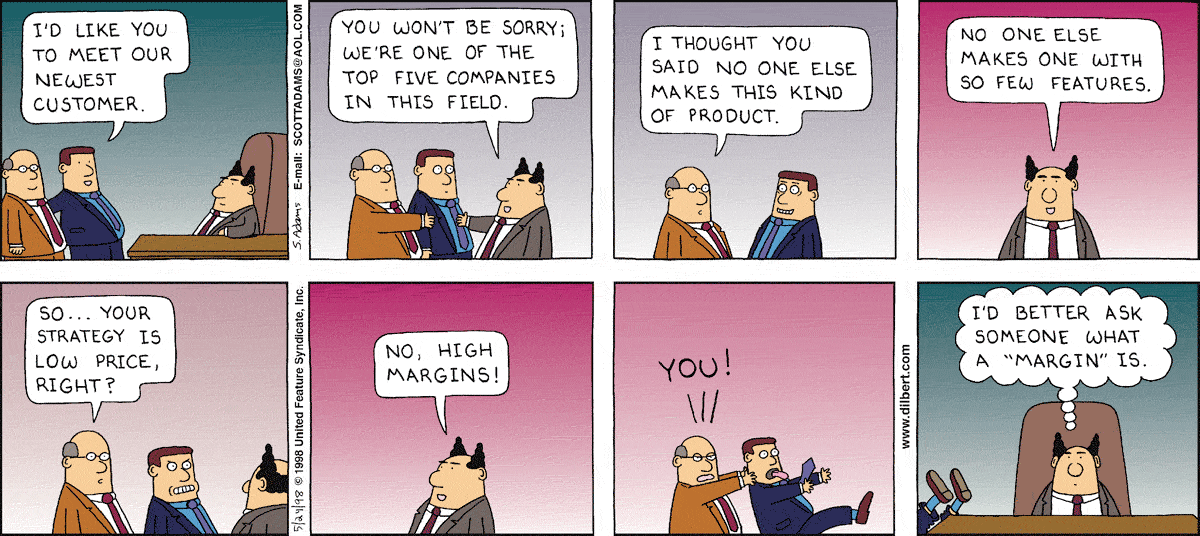 I'D LIKE YOU
TO MEET OUR
NEWEST
CUSTOMER.
S. Adams
E-mail: SCOTTADAMS@AOL.COM
YOU WON'T BE SORRY;
WE'RE ONE OF THE
TOP FIVE COMPANIES
IN THIS FIELD.
I THOUGHT YOU
SAID NO ONE ELSE
MAKES THIS KIND
OF PRODUCT.
NO ONE ELSE
MAKES ONE WITH
SO FEW FEATURES.
SO... YOUR
STRATEGY IS
LOW PRICE,
RIGHT?
5/24/98 © 1998 United Feature Syndicate, Inc.
NO, HIGH
MARGINS!
YOU!
www.dilbert.com
I'D BETTER ASK
SOMEONE WHAT
A "MARGIN" IS.